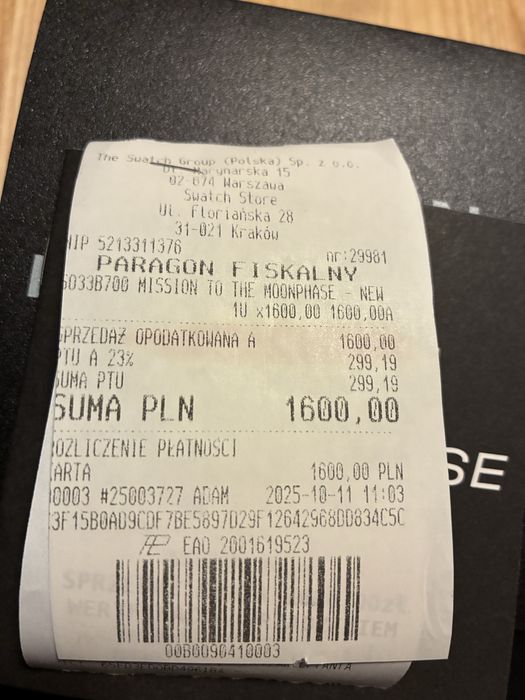 The Swatch Group (Polska) Sp. z o.o.
Ul. Marynarska 15
02-674 Warszawa
Swatch Store
Ul. Floriańska 28
31-021 Kraków
NIP 5213311376 nr:29981
PARAGON FISKALNY
S033B700 MISSION TO THE MOONPHASE - NEW
1U x1600,00 1600,00A
SPRZEDAŻ OPODATKOWANA A 1600,00
PTU A 23% 299,19
SUMA PTU 299,19
SUMA PLN 1600,00
ROZLICZENIE PŁATNOŚCI
KARTA 1600,00 PLN
0003 #25003727 ADAM 2025-10-11 11:03
3F15B0AD9CDF7BE5897D29F12642968DD834C5C
EAO 2001619523
00B0090410003
SE